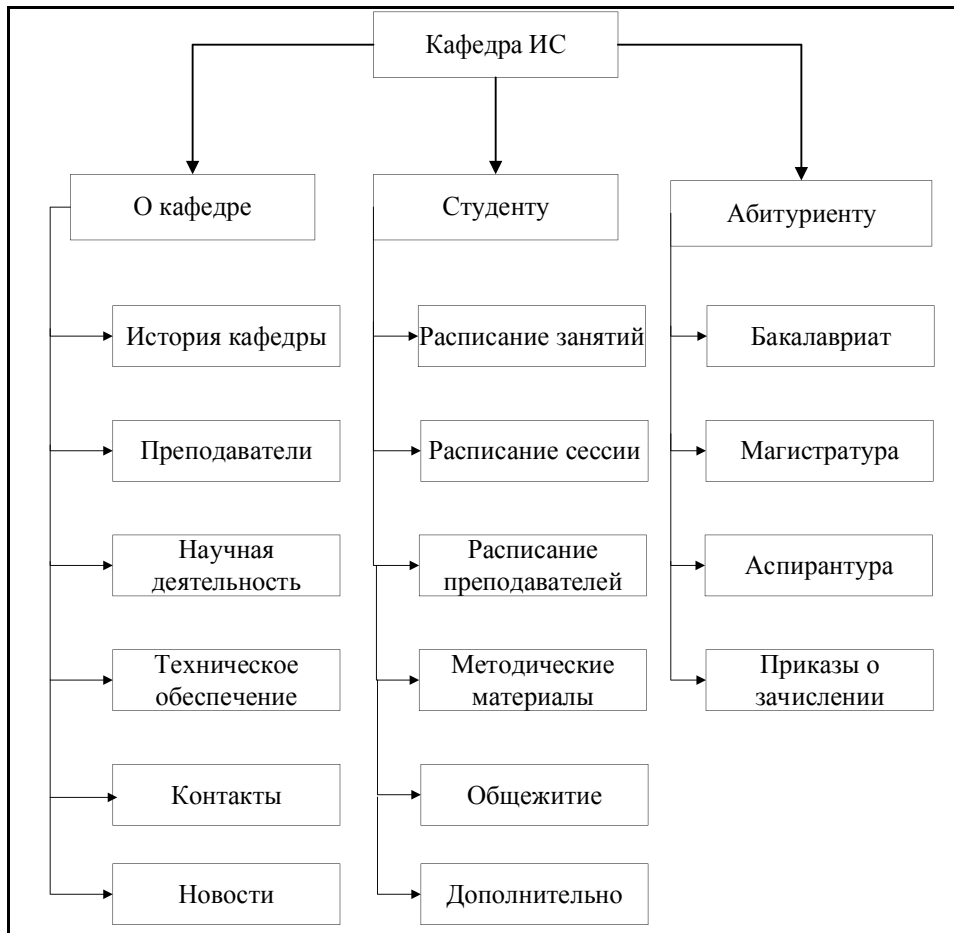 Кафедра ИС
О кафедре
Студенту
Абитуриенту
История кафедры
Расписание занятий
Бакалавриат
Преподаватели
Расписание сессии
Магистратура
Научная
деятельность
Расписание
преподавателей
Аспирантура
Техническое
обеспечение
Методические
материалы
Приказы о
зачислении
Контакты
Общежитие
Новости
Дополнительно